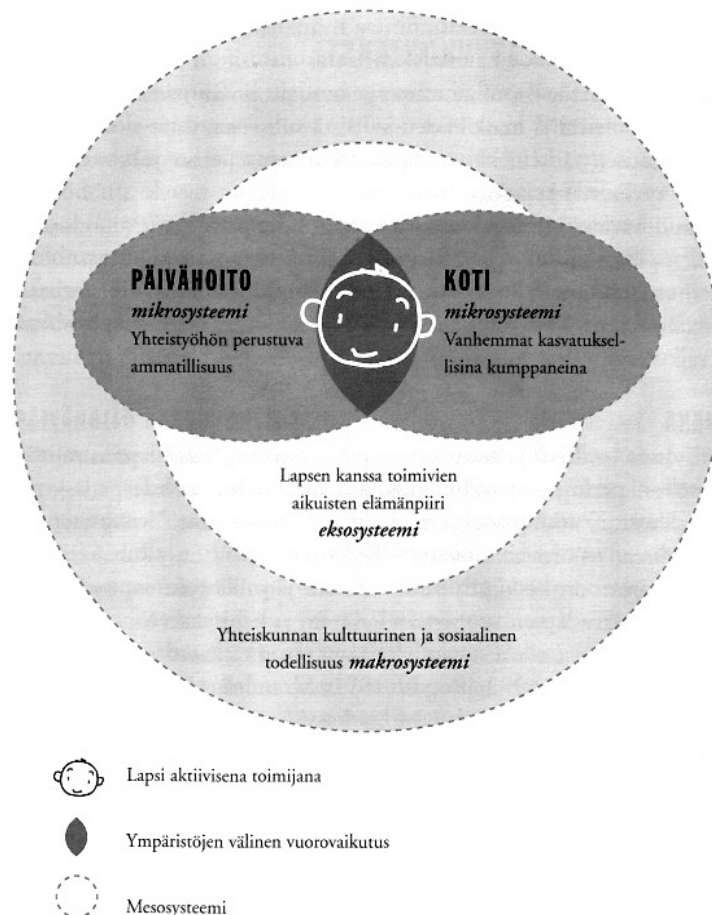 PÄIVÄHOITO
mikrosysteemi
Yhteistyöhön perustuva
ammatillisuus
KOTI
mikrosysteemi
Vanhemmat kasvatuksel-
lisina kumppaneina
Lapsen kanssa toimivien
aikuisten elämänpiiri
eksosysteemi
Yhteiskunnan kulttuurinen ja sosiaalinen
todellisuus makrosysteemi
Lapsi aktiivisena toimijana
Ympäristöjen välinen vuorovaikutus
Mesosysteemi